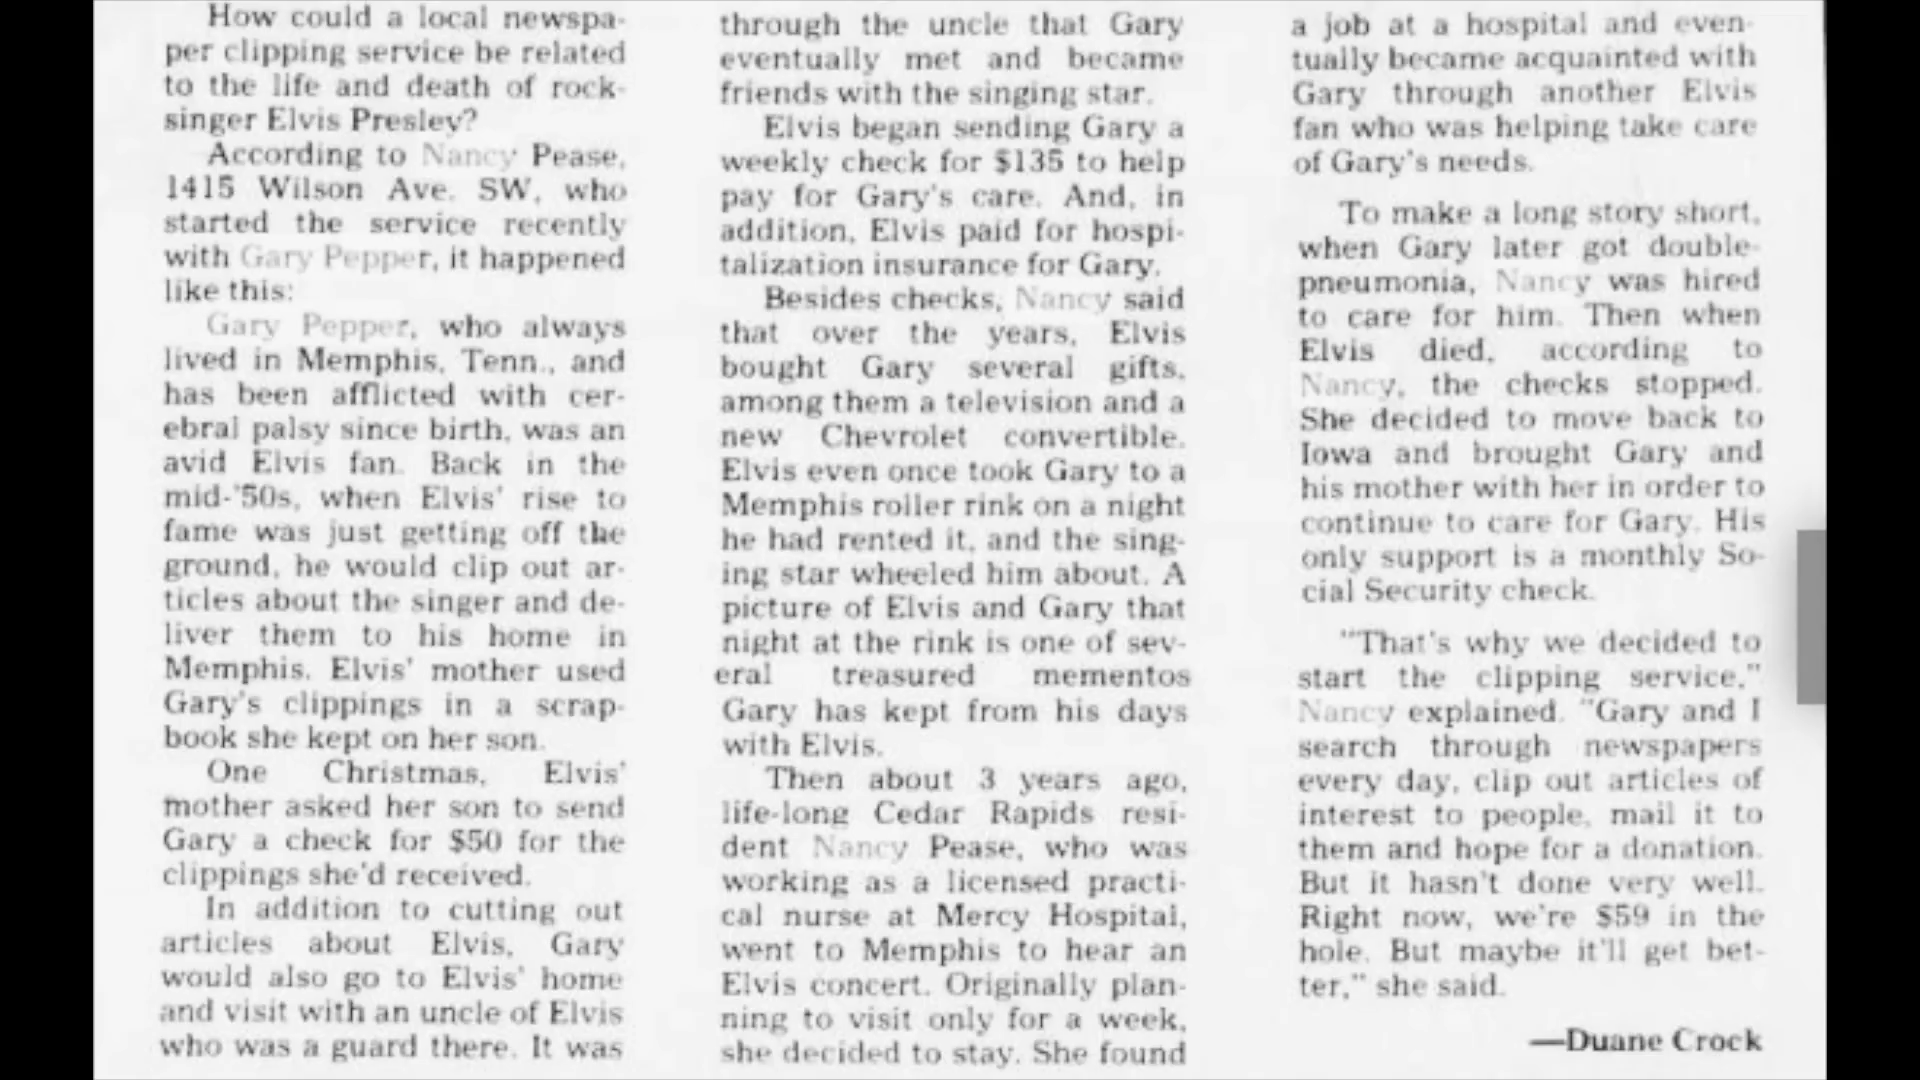 How could a local newspa-
per clipping service be related
to the life and death of rock-
singer Elvis Presley?
According to Nancy Pease,
1415 Wilson Ave. SW, who
started the service recently
with Gary Pepper, it happened
like this:
Gary Pepper, who always
lived in Memphis, Tenn., and
has been afflicted with cer-
ebral palsy since birth, was an
avid Elvis fan. Back in the
mid-'50s, when Elvis' rise to
fame was just getting off the
ground, he would clip out ar-
ticles about the singer and de-
liver them to his home in
Memphis. Elvis' mother used
Gary's clippings in a scrap-
book she kept on her son.
One Christmas, Elvis'
mother asked her son to send
Gary a check for $50 for the
clippings she'd received.
In addition to cutting out
articles about Elvis, Gary
would also go to Elvis' home
and visit with an uncle of Elvis
who was a guard there. It was
through the uncle that Gary
eventually met and became
friends with the singing star.
Elvis began sending Gary a
weekly check for $135 to help
pay for Gary's care. And, in
addition, Elvis paid for hospi-
talization insurance for Gary.
Besides checks, Nancy said
that over the years, Elvis
bought Gary several gifts,
among them a television and a
new Chevrolet convertible.
Elvis even once took Gary to a
Memphis roller rink on a night
he had rented it, and the sing-
ing star wheeled him about. A
picture of Elvis and Gary that
night at the rink is one of sev-
eral treasured mementos
Gary has kept from his days
with Elvis.
Then about 3 years ago,
life-long Cedar Rapids resi-
dent Nancy Pease, who was
working as a licensed practi-
cal nurse at Mercy Hospital,
went to Memphis to hear an
Elvis concert. Originally plan-
ning to visit only for a week,
she decided to stay. She found
a job at a hospital and even-
tually became acquainted with
Gary through another Elvis
fan who was helping take care
of Gary's needs.
To make a long story short,
when Gary later got double-
pneumonia, Nancy was hired
to care for him. Then when
Elvis died, according to
Nancy, the checks stopped.
She decided to move back to
Iowa and brought Gary and
his mother with her in order to
continue to care for Gary. His
only support is a monthly So-
cial Security check.
"That's why we decided to
start the clipping service,"
Nancy explained. "Gary and I
search through newspapers
every day, clip out articles of
interest to people, mail it to
them and hope for a donation.
But it hasn't done very well.
Right now, we're $59 in the
hole. But maybe it'll get bet-
ter," she said.
—Duane Crock